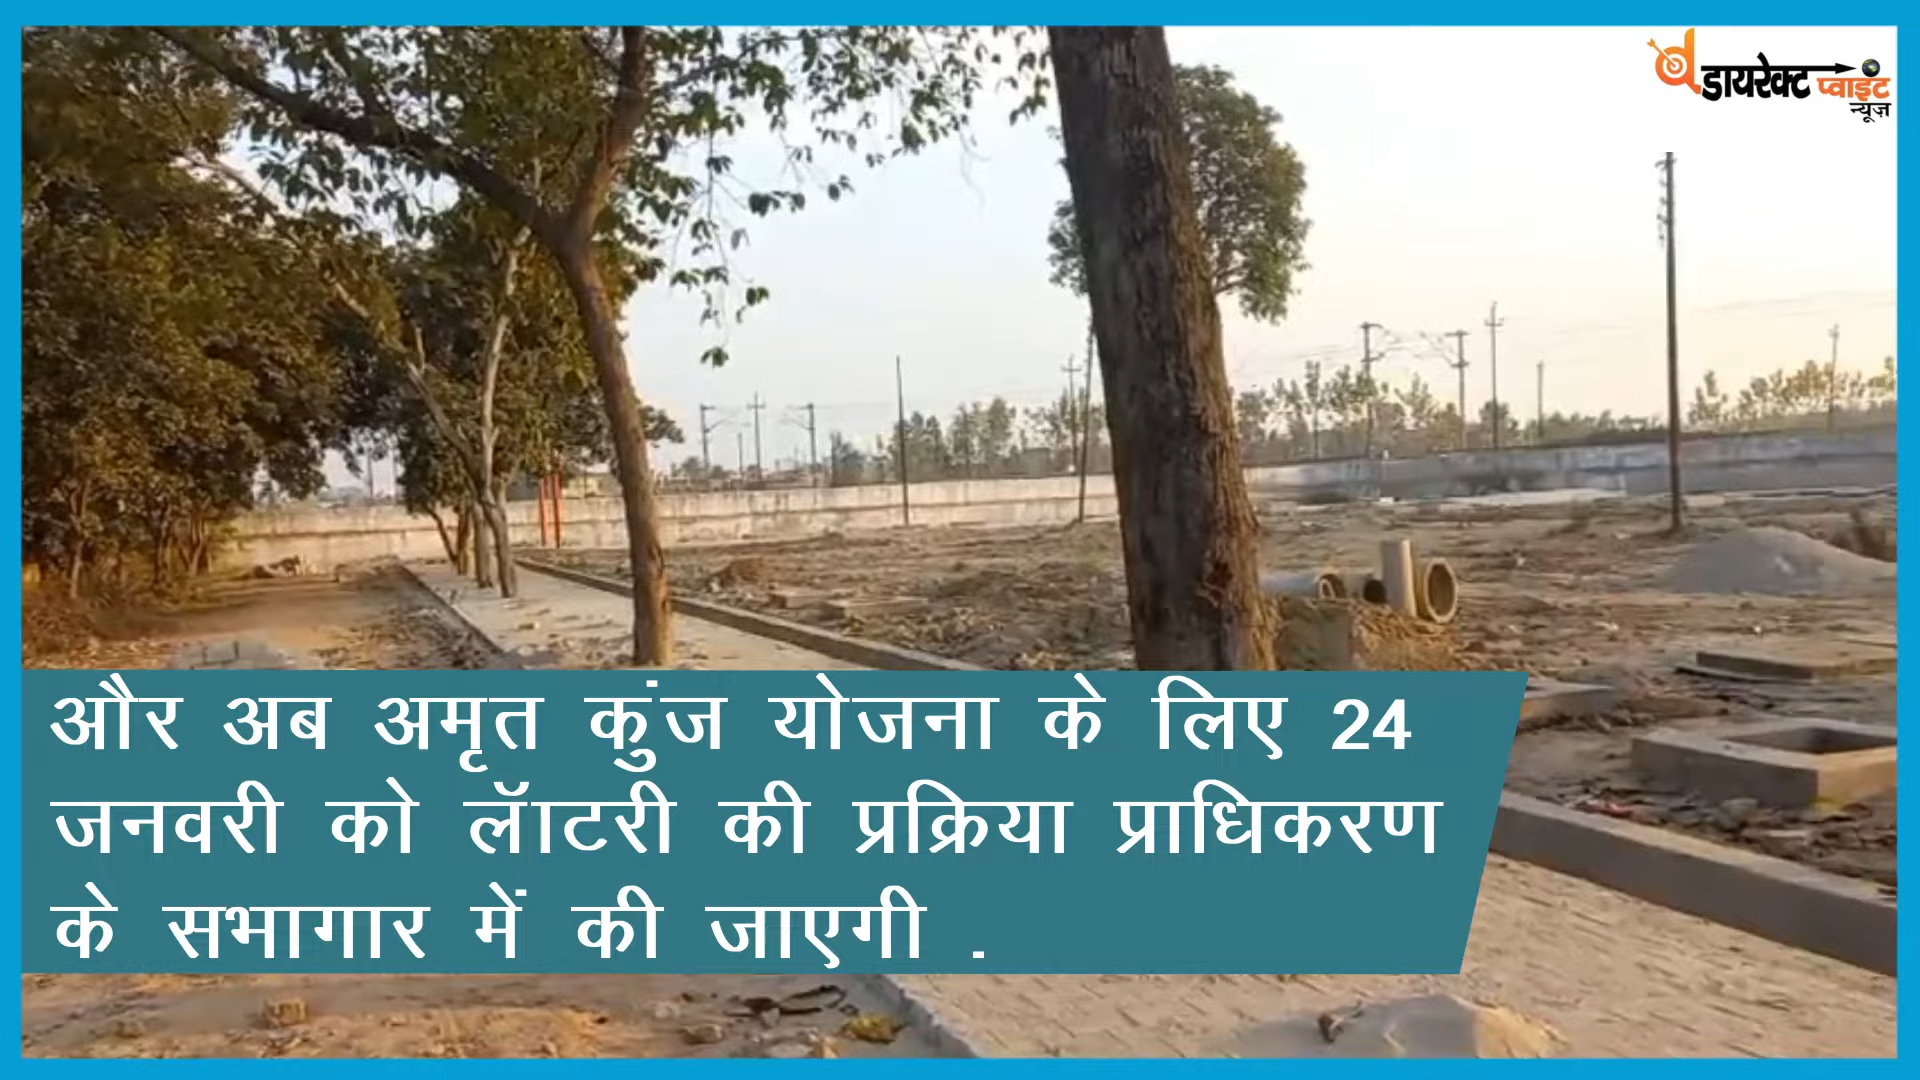 डायरेक्ट प्वाइंट
न्यूज़
और अब अमृत कुंज योजना के लिए 24
जनवरी को लॅाटरी की प्रक्रिया प्राधिकरण
के सभागार में की जाएगी .